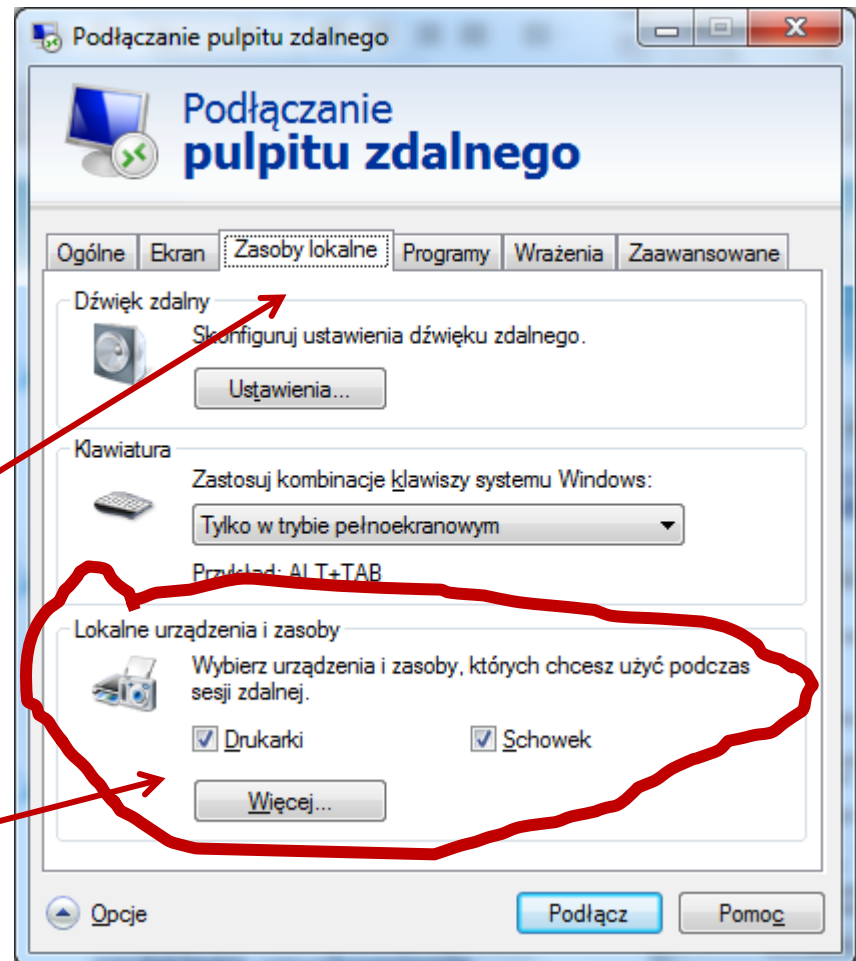 Podłączanie pulpitu zdalnego
Podłączanie
pulpitu zdalnego
Ogólne Ekran Zasoby lokalne Programy Wrażenia Zaawansowane
Dźwięk zdalny
Skonfiguruj ustawienia dźwięku zdalnego.
Ustawienia...
Klawiatura
Zastosuj kombinacje klawiszy systemu Windows:
Tylko w trybie pełnoekranowym
Przykład: ALT+TAB
Lokalne urządzenia i zasoby
Wybierz urządzenia i zasoby, których chcesz użyć podczas
sesji zdalnej.
Drukarki Schowek
Więcej...
Opcje Podłącz Pomoc